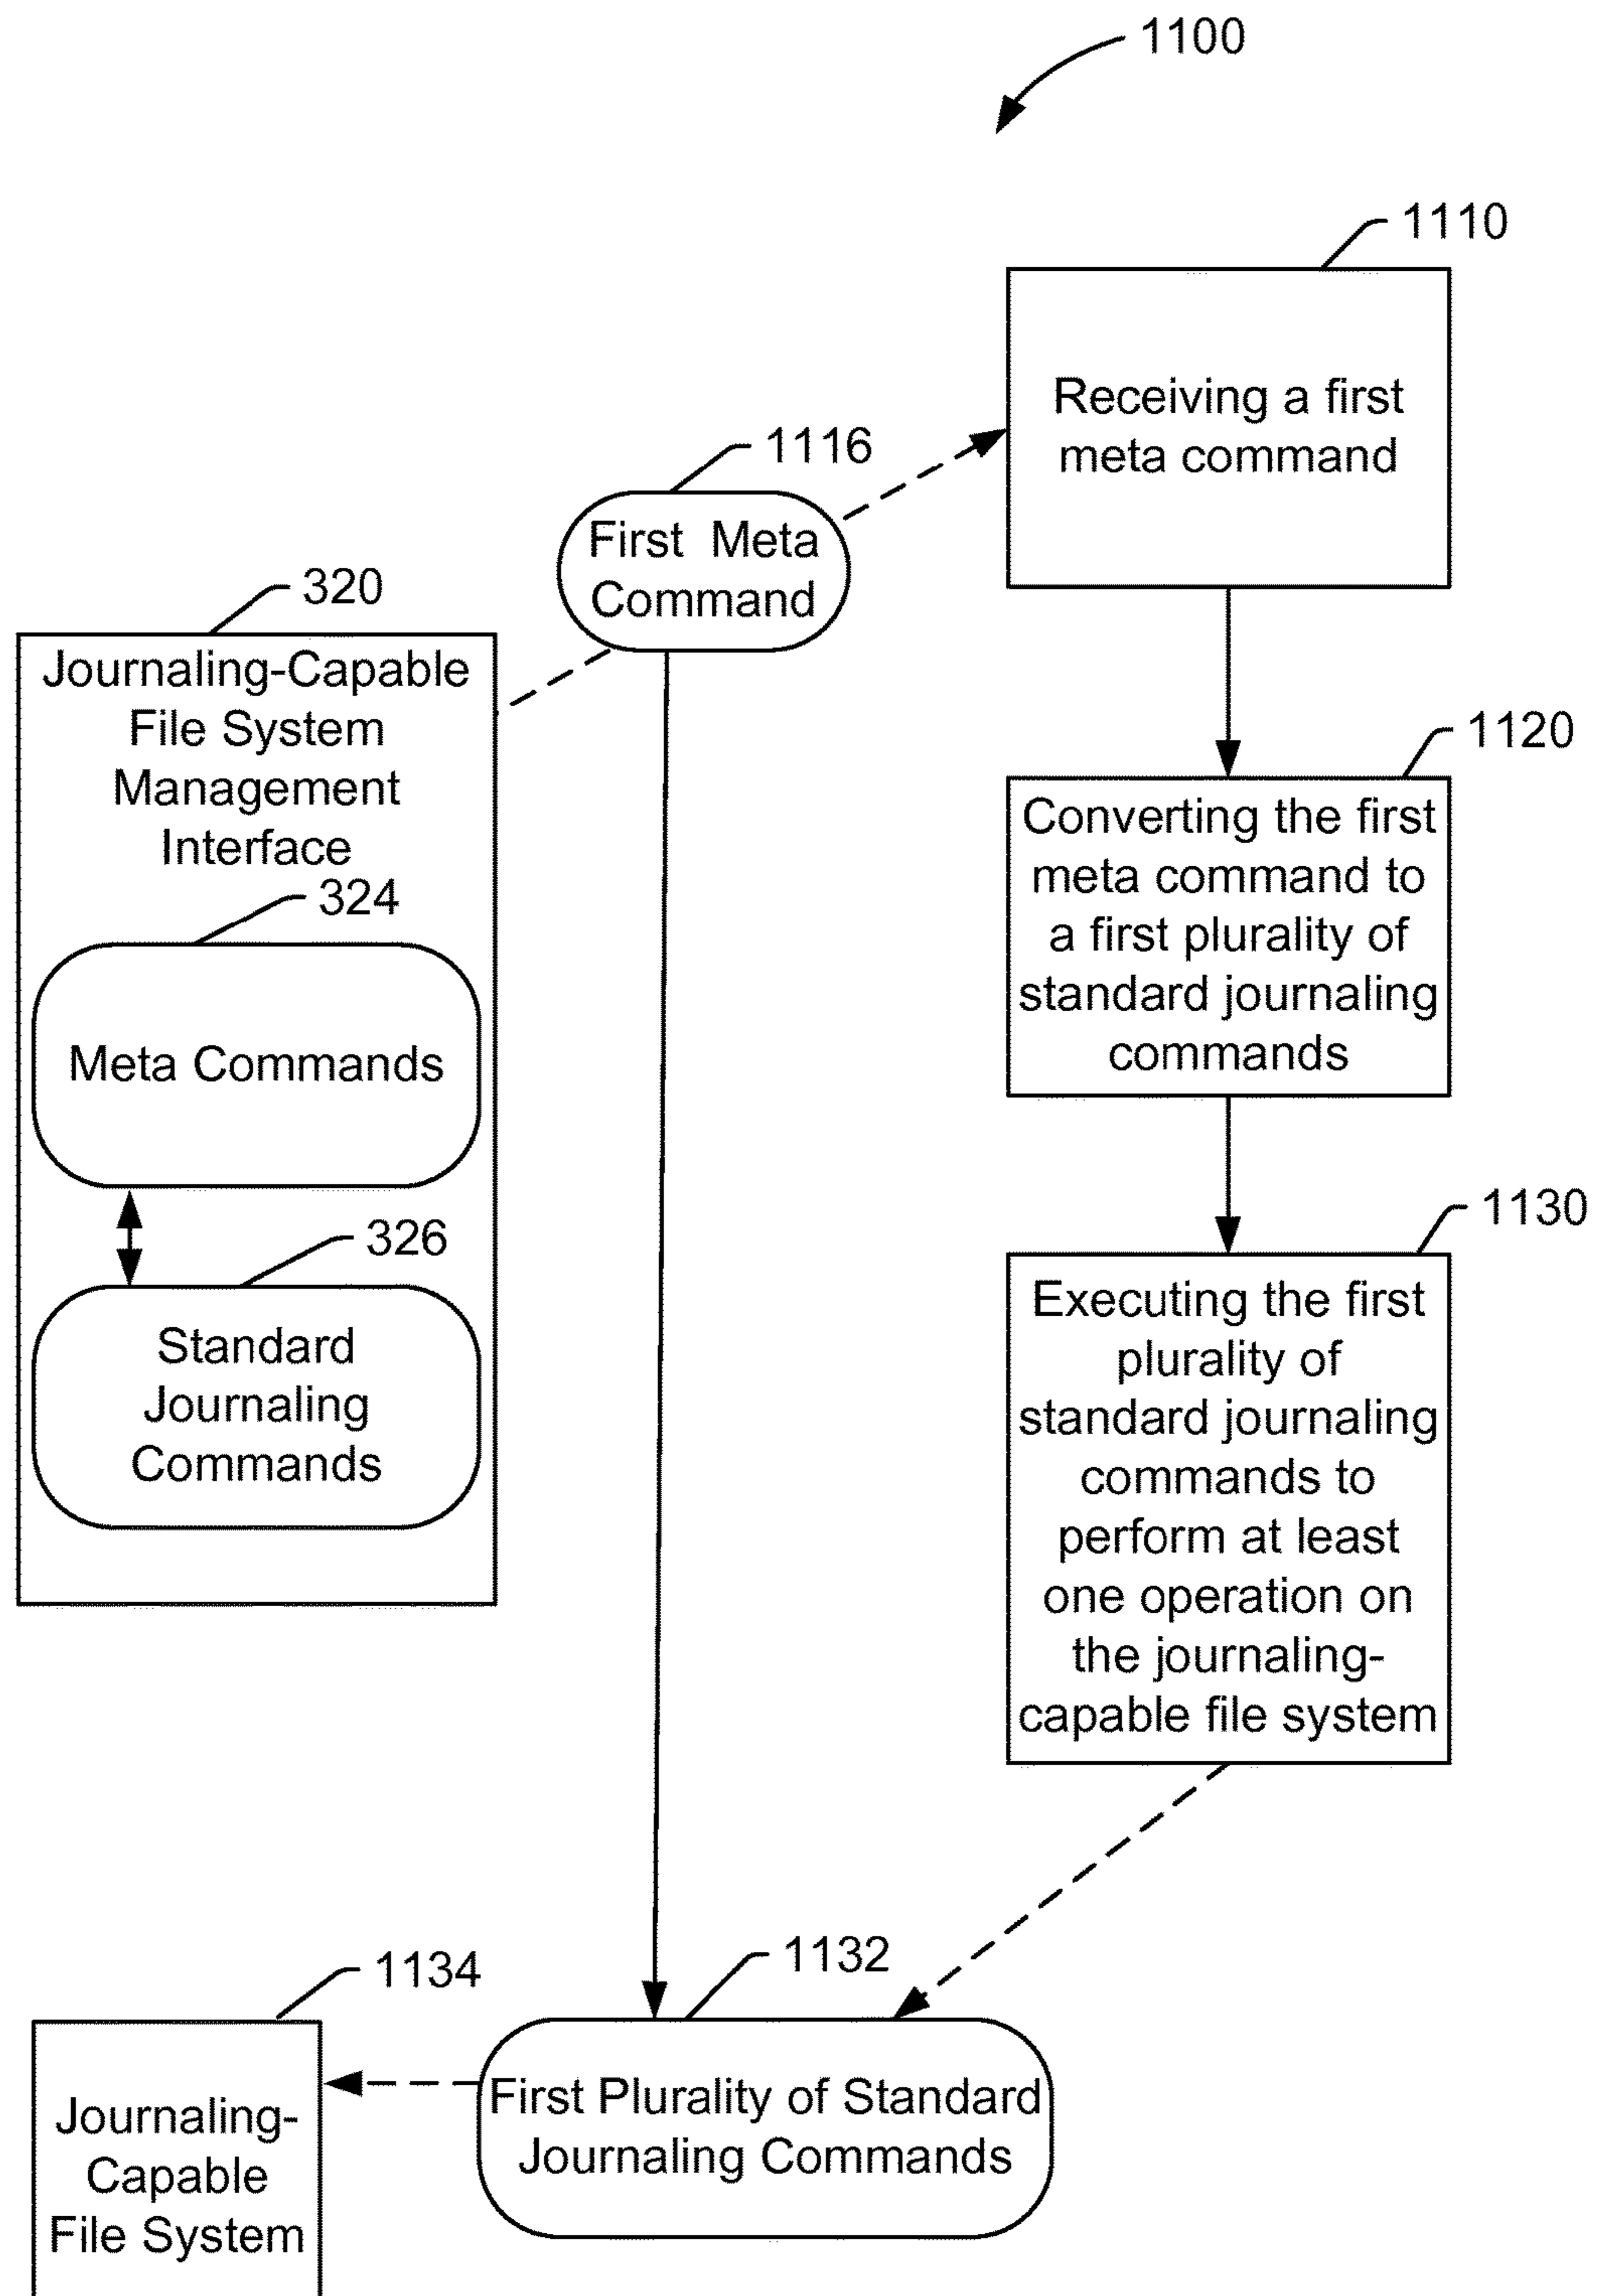 1100
1110
Receiving a first
meta command
1116
First  Meta
Command
320
Journaling-Capable
File System
Management
Interface
324
Meta Commands
326
Standard
Journaling
Commands
1120
Converting the first
meta command to
a first plurality of
standard journaling
commands
1130
Executing the first
plurality of
standard journaling
commands to
perform at least
one operation on
the journaling-
capable file system
1132
First Plurality of Standard
Journaling Commands
1134
Journaling-
Capable
File System